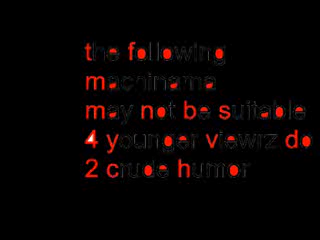 the following
machinama
may not be suitable
4 younger viewrz do
2 crude humor